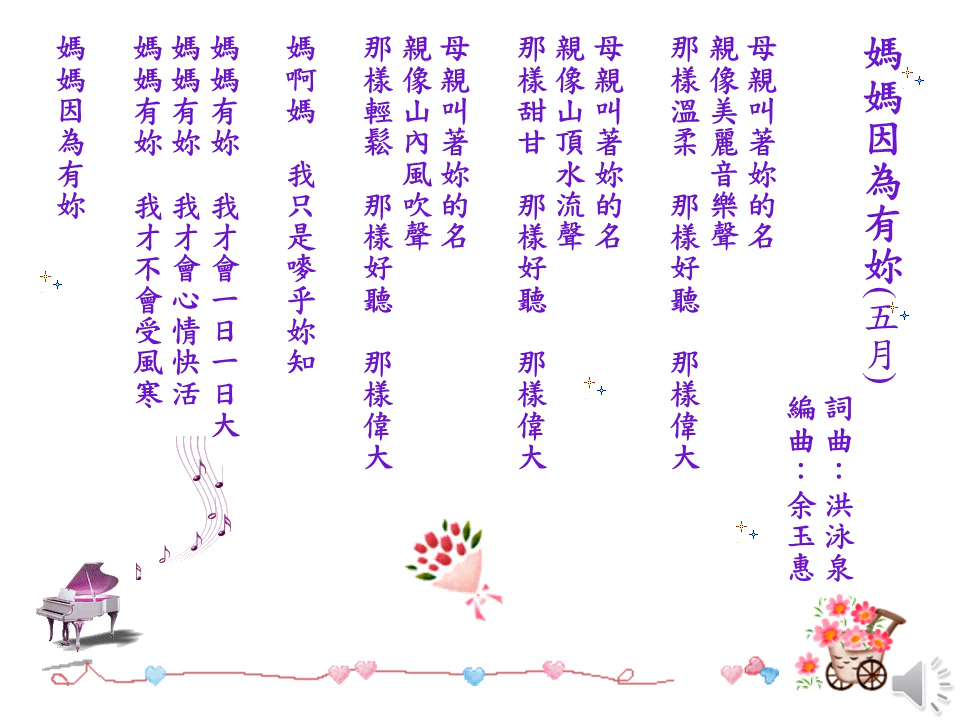 媽媽因為有妳(五月)
詞曲：洪泳泉
編曲：余玉惠
母親叫著妳的名
親像美麗音樂聲
那樣溫柔　那樣好聽　那樣偉大
母親叫著妳的名
親像山頂水流聲
那樣甜甘　那樣好聽　那樣偉大
母親叫著妳的名
親像山內風吹聲
那樣輕鬆　那樣好聽　那樣偉大
媽啊媽　我只是嘜乎妳知
媽媽有妳　我才會一日一日大
媽媽有妳　我才會心情快活
媽媽有妳　我才不會受風寒
媽媽因為有妳